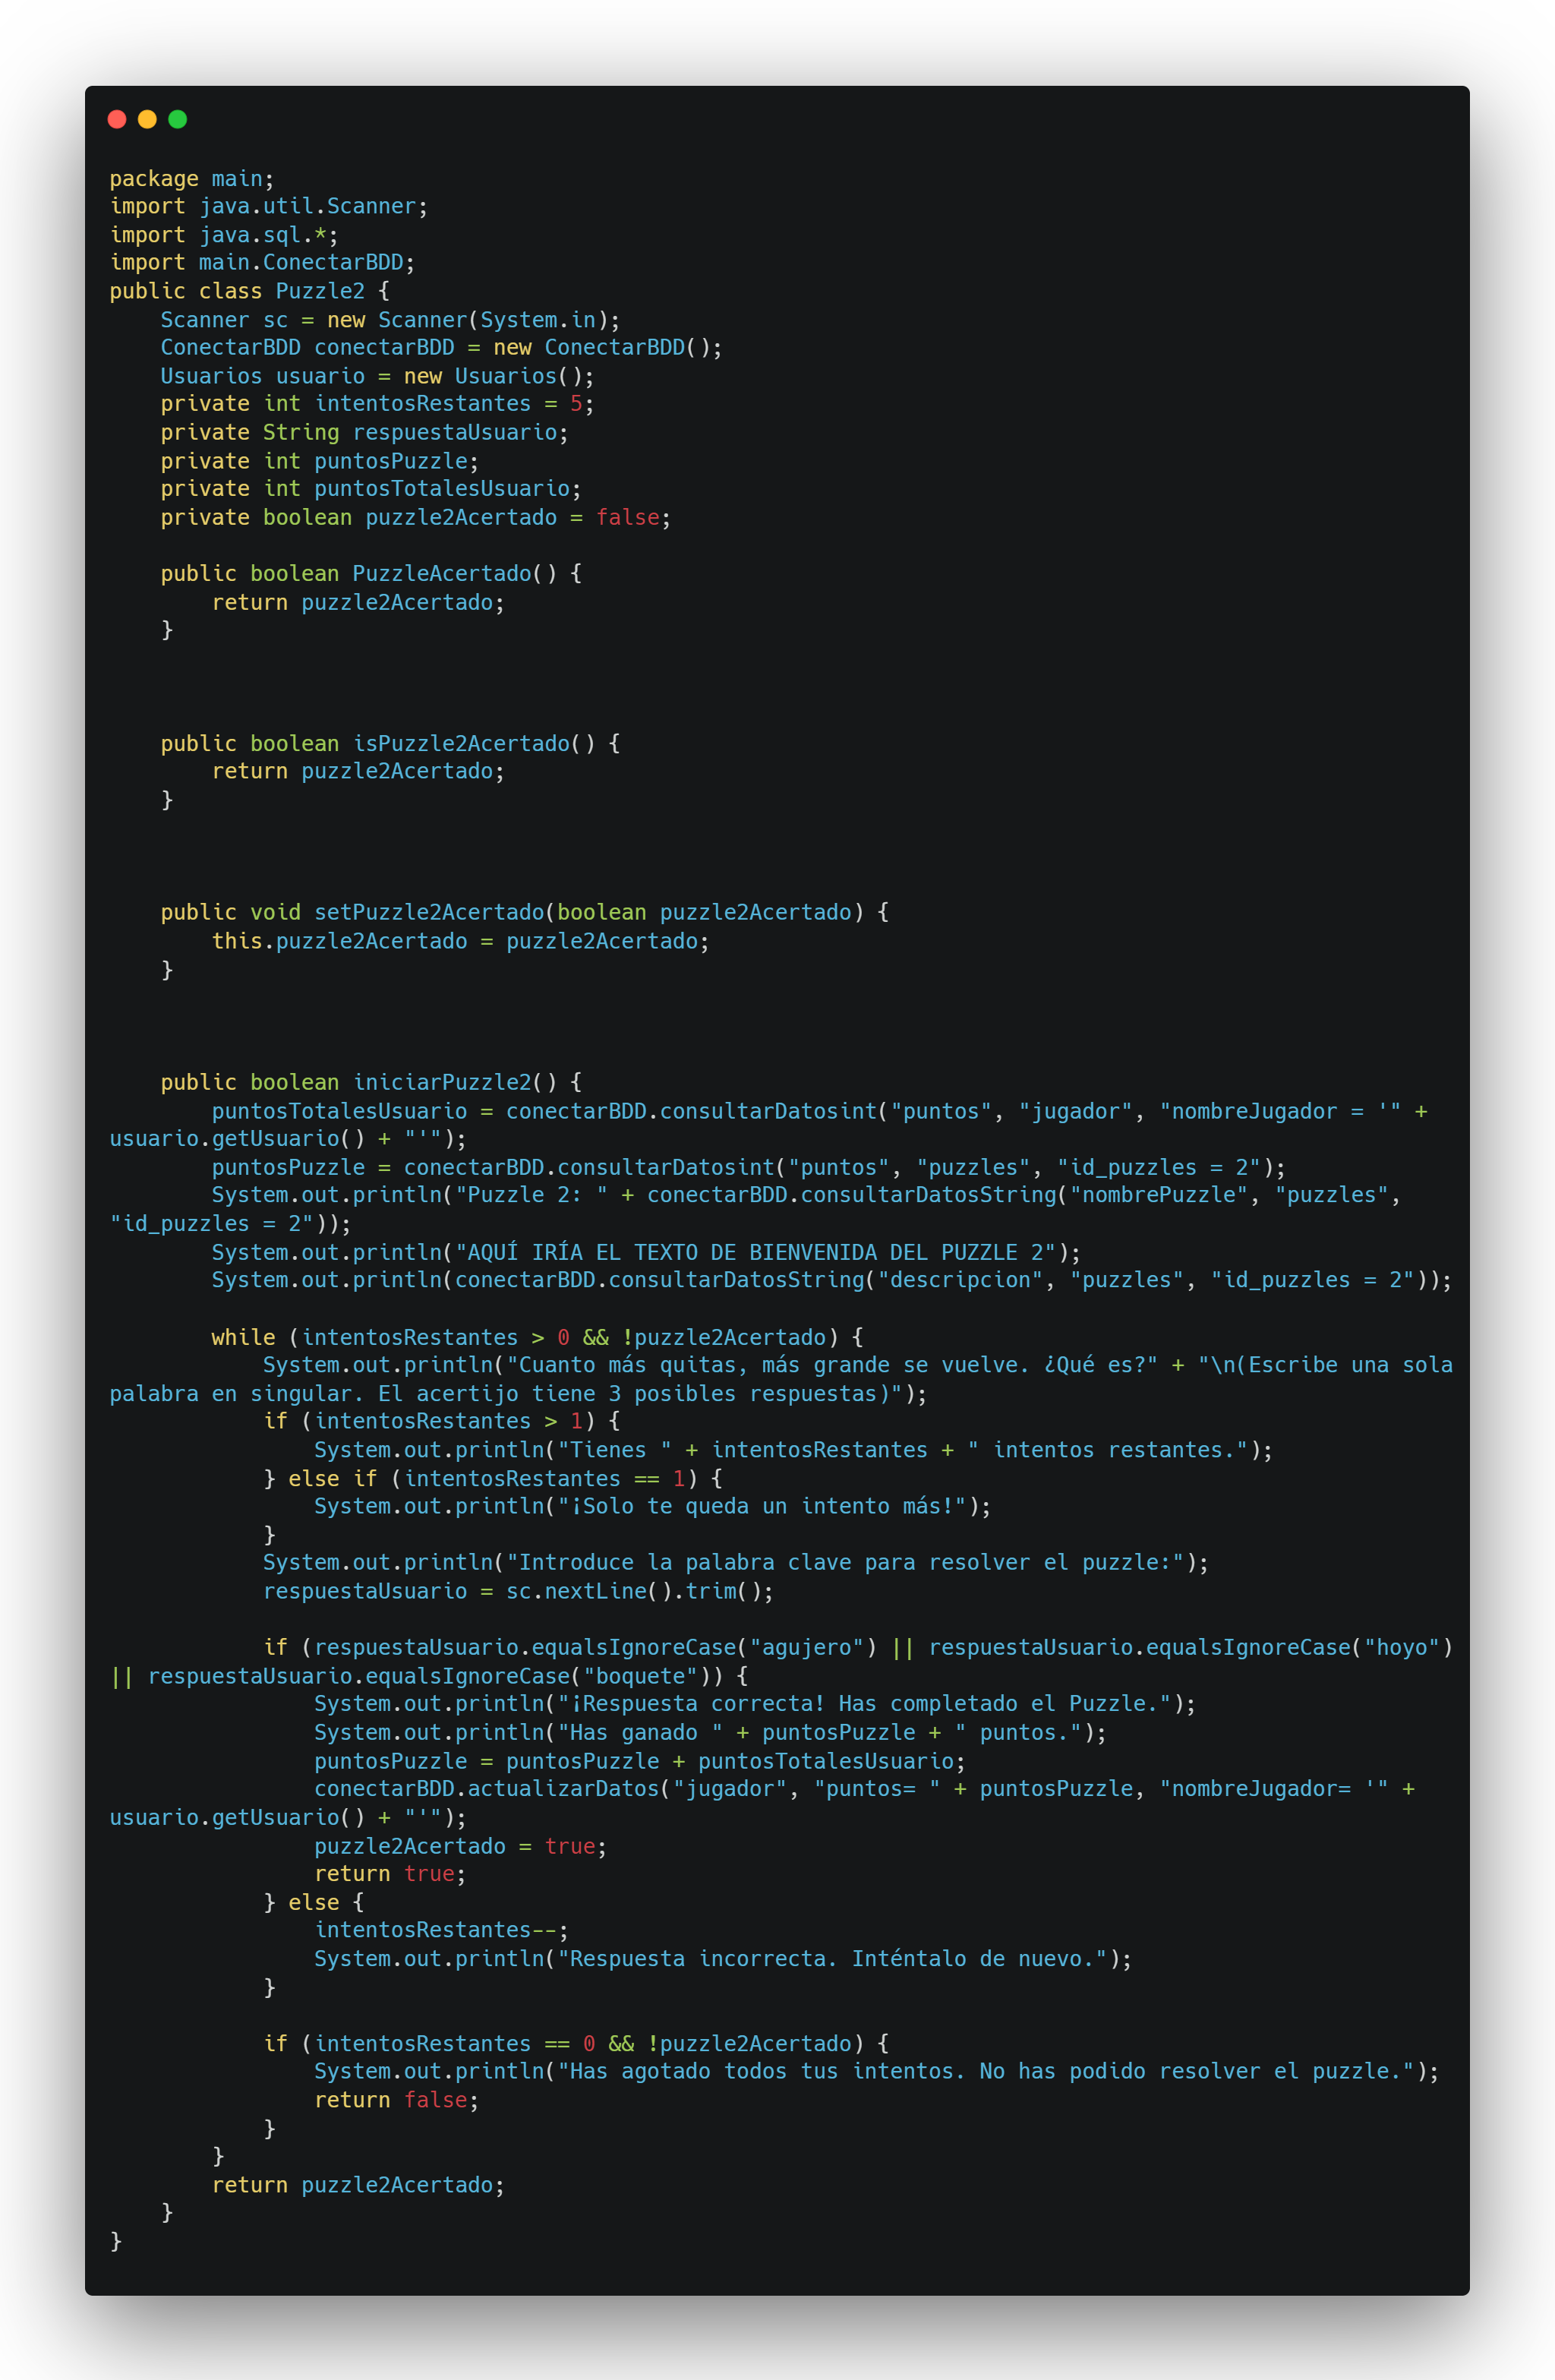 package main;
import java.util.Scanner;
import java.sql.*;
import main.ConectarBDD;
public class Puzzle2 {
    Scanner sc = new Scanner(System.in);
    ConectarBDD conectarBDD = new ConectarBDD();
    Usuarios usuario = new Usuarios();
    private int intentosRestantes = 5;
    private String respuestaUsuario;
    private int puntosPuzzle;
    private int puntosTotalesUsuario;
    private boolean puzzle2Acertado = false;

    public boolean PuzzleAcertado() {
        return puzzle2Acertado;
    }

    public boolean isPuzzle2Acertado() {
        return puzzle2Acertado;
    }

    public void setPuzzle2Acertado(boolean puzzle2Acertado) {
        this.puzzle2Acertado = puzzle2Acertado;
    }

    public boolean iniciarPuzzle2() {
        puntosTotalesUsuario = conectarBDD.consultarDatosint("puntos", "jugador", "nombreJugador = '" +
usuario.getUsuario() + "'");
        puntosPuzzle = conectarBDD.consultarDatosint("puntos", "puzzles", "id_puzzles = 2");
        System.out.println("Puzzle 2: " + conectarBDD.consultarDatosString("nombrePuzzle", "puzzles",
"id_puzzles = 2"));
        System.out.println("AQUÍ IRÍA EL TEXTO DE BIENVENIDA DEL PUZZLE 2");
        System.out.println(conectarBDD.consultarDatosString("descripcion", "puzzles", "id_puzzles = 2"));

        while (intentosRestantes > 0 && !puzzle2Acertado) {
            System.out.println("Cuanto más quitas, más grande se vuelve. ¿Qué es?" + "\n(Escribe una sola
palabra en singular. El acertijo tiene 3 posibles respuestas)");
            if (intentosRestantes > 1) {
                System.out.println("Tienes " + intentosRestantes + " intentos restantes.");
            } else if (intentosRestantes == 1) {
                System.out.println("¡Solo te queda un intento más!");
            }
            System.out.println("Introduce la palabra clave para resolver el puzzle:");
            respuestaUsuario = sc.nextLine().trim();

            if (respuestaUsuario.equalsIgnoreCase("agujero") || respuestaUsuario.equalsIgnoreCase("hoyo")
|| respuestaUsuario.equalsIgnoreCase("boquete")) {
                System.out.println("¡Respuesta correcta! Has completado el Puzzle.");
                System.out.println("Has ganado " + puntosPuzzle + " puntos.");
                puntosPuzzle = puntosPuzzle + puntosTotalesUsuario;
                conectarBDD.actualizarDatos("jugador", "puntos= " + puntosPuzzle, "nombreJugador= '" +
usuario.getUsuario() + "'");
                puzzle2Acertado = true;
                return true;
            } else {
                intentosRestantes--;
                System.out.println("Respuesta incorrecta. Inténtalo de nuevo.");
            }

            if (intentosRestantes == 0 && !puzzle2Acertado) {
                System.out.println("Has agotado todos tus intentos. No has podido resolver el puzzle.");
                return false;
            }
        }
        return puzzle2Acertado;
    }
}